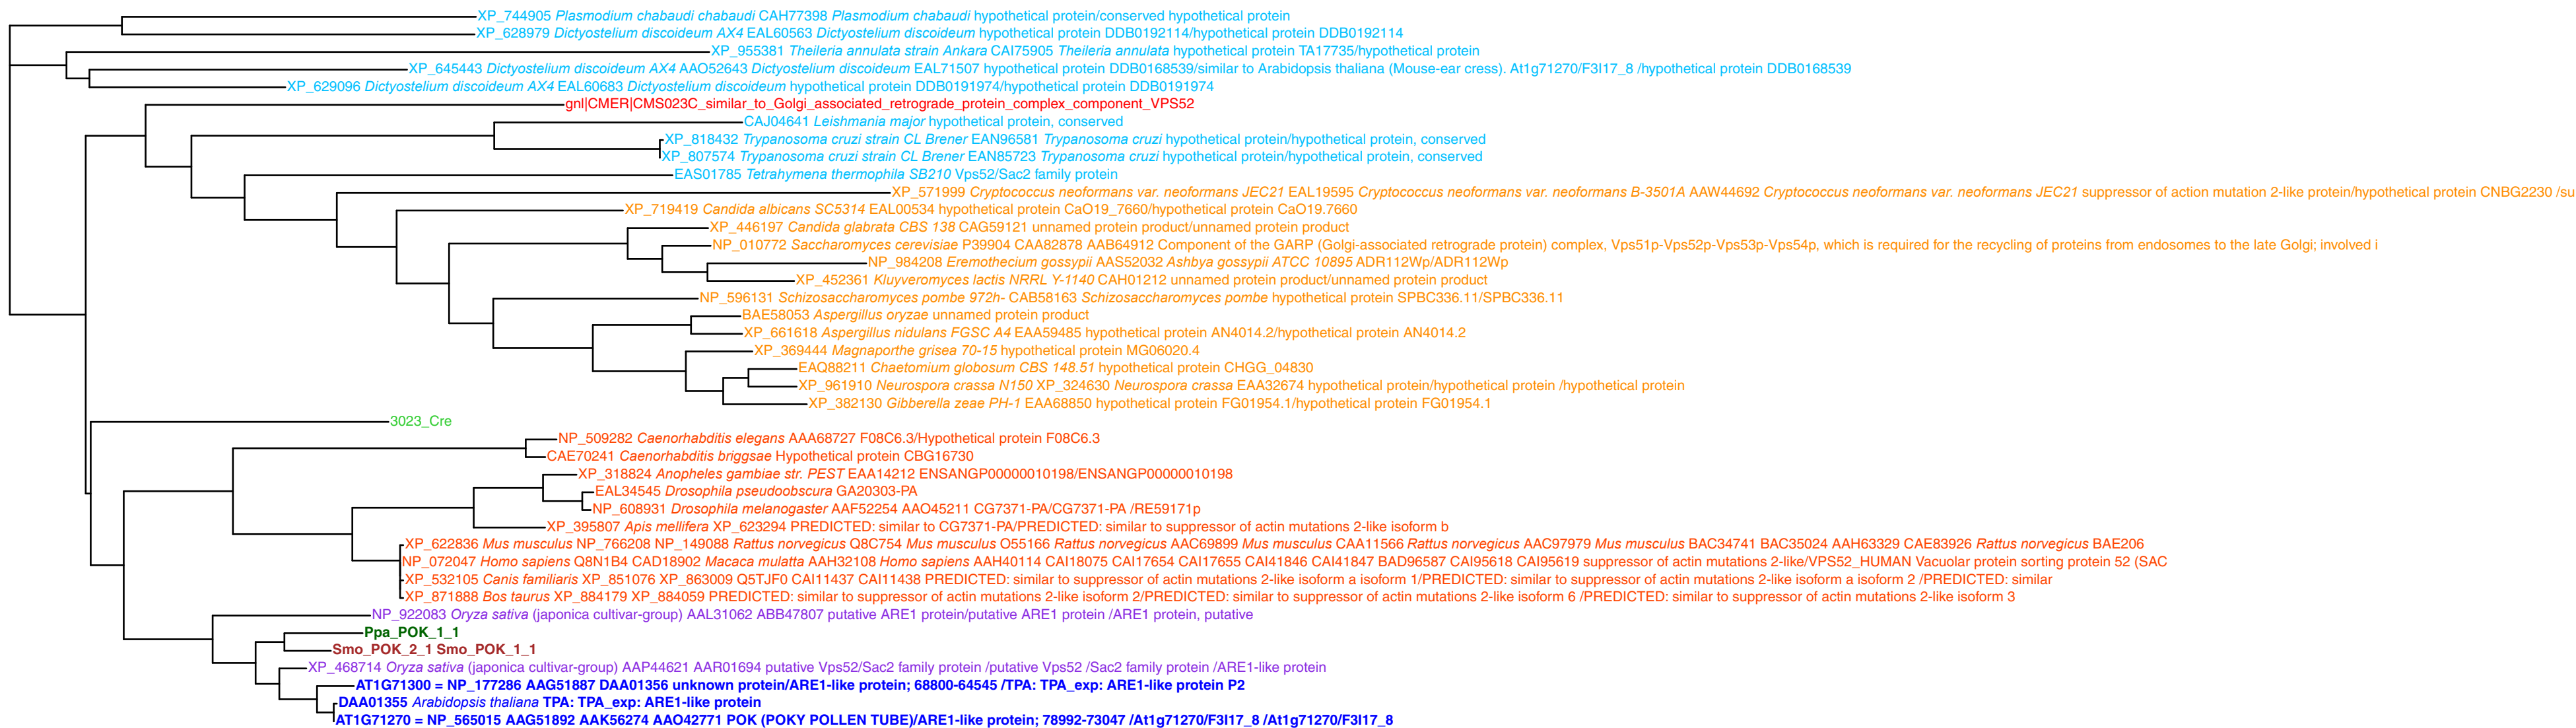 XP_744905 Plasmodium chabaudi chabaudi CAH77398 Plasmodium chabaudi hypothetical protein/conserved hypothetical protein
XP_628979 Dictyostelium discoideum AX4 EAL60563 Dictyostelium discoideum hypothetical protein DDB0192114/hypothetical protein DDB0192114
XP_955381 Theileria annulata strain Ankara CAI75905 Theileria annulata hypothetical protein TA17735/hypothetical protein
XP_645443 Dictyostelium discoideum AX4 AAO52643 Dictyostelium discoideum EAL71507 hypothetical protein DDB0168539/similar to Arabidopsis thaliana (Mouse-ear cress). At1g71270/F3I17_8 /hypothetical protein DDB0168539
XP_629096 Dictyostelium discoideum AX4 EAL60683 Dictyostelium discoideum hypothetical protein DDB0191974/hypothetical protein DDB0191974
gnl|CMER|CMS023C_similar_to_Golgi_associated_retrograde_protein_complex_component_VPS52
CAJ04641 Leishmania major hypothetical protein, conserved
XP_818432 Trypanosoma cruzi strain CL Brener EAN96581 Trypanosoma cruzi hypothetical protein/hypothetical protein, conserved
XP_807574 Trypanosoma cruzi strain CL Brener EAN85723 Trypanosoma cruzi hypothetical protein/hypothetical protein, conserved
EAS01785 Tetrahymena thermophila SB210 Vps52/Sac2 family protein
XP_571999 Cryptococcus neoformans var. neoformans JEC21 EAL19595 Cryptococcus neoformans var. neoformans B-3501A AAW44692 Cryptococcus neoformans var. neoformans JEC21 suppressor of action mutation 2-like protein/hypothetical protein CNBG2230 /su
XP_719419 Candida albicans SC5314 EAL00534 hypothetical protein CaO19_7660/hypothetical protein CaO19.7660
XP_446197 Candida glabrata CBS 138 CAG59121 unnamed protein product/unnamed protein product
NP_010772 Saccharomyces cerevisiae P39904 CAA82878 AAB64912 Component of the GARP (Golgi-associated retrograde protein) complex, Vps51p-Vps52p-Vps53p-Vps54p, which is required for the recycling of proteins from endosomes to the late Golgi; involved i
NP_984208 Eremothecium gossypii AAS52032 Ashbya gossypii ATCC 10895 ADR112Wp/ADR112Wp
XP_452361 Kluyveromyces lactis NRRL Y-1140 CAH01212 unnamed protein product/unnamed protein product
NP_596131 Schizosaccharomyces pombe 972h- CAB58163 Schizosaccharomyces pombe hypothetical protein SPBC336.11/SPBC336.11
BAE58053 Aspergillus oryzae unnamed protein product
XP_661618 Aspergillus nidulans FGSC A4 EAA59485 hypothetical protein AN4014.2/hypothetical protein AN4014.2
XP_369444 Magnaporthe grisea 70-15 hypothetical protein MG06020.4
EAQ88211 Chaetomium globosum CBS 148.51 hypothetical protein CHGG_04830
XP_961910 Neurospora crassa N150 XP_324630 Neurospora crassa EAA32674 hypothetical protein/hypothetical protein /hypothetical protein
XP_382130 Gibberella zeae PH-1 EAA68850 hypothetical protein FG01954.1/hypothetical protein FG01954.1
3023_Cre
NP_509282 Caenorhabditis elegans AAA68727 F08C6.3/Hypothetical protein F08C6.3
CAE70241 Caenorhabditis briggsae Hypothetical protein CBG16730
XP_318824 Anopheles gambiae str. PEST EAA14212 ENSANGP00000010198/ENSANGP00000010198
EAL34545 Drosophila pseudoobscura GA20303-PA
NP_608931 Drosophila melanogaster AAF52254 AAO45211 CG7371-PA/CG7371-PA /RE59171p
XP_395807 Apis mellifera XP_623294 PREDICTED: similar to CG7371-PA/PREDICTED: similar to suppressor of actin mutations 2-like isoform b
XP_622836 Mus musculus NP_766208 NP_149088 Rattus norvegicus Q8C754 Mus musculus O55166 Rattus norvegicus AAC69899 Mus musculus CAA11566 Rattus norvegicus AAC97979 Mus musculus BAC34741 BAC35024 AAH63329 CAE83926 Rattus norvegicus BAE206
NP_072047 Homo sapiens Q8N1B4 CAD18902 Macaca mulatta AAH32108 Homo sapiens AAH40114 CAI18075 CAI17654 CAI17655 CAI41846 CAI41847 BAD96587 CAI95618 CAI95619 suppressor of actin mutations 2-like/VPS52_HUMAN Vacuolar protein sorting protein 52 (SAC
XP_532105 Canis familiaris XP_851076 XP_863009 Q5TJF0 CAI11437 CAI11438 PREDICTED: similar to suppressor of actin mutations 2-like isoform a isoform 1/PREDICTED: similar to suppressor of actin mutations 2-like isoform a isoform 2 /PREDICTED: similar
XP_871888 Bos taurus XP_884179 XP_884059 PREDICTED: similar to suppressor of actin mutations 2-like isoform 2/PREDICTED: similar to suppressor of actin mutations 2-like isoform 6 /PREDICTED: similar to suppressor of actin mutations 2-like isoform 3
NP_922083 Oryza sativa (japonica cultivar-group) AAL31062 ABB47807 putative ARE1 protein/putative ARE1 protein /ARE1 protein, putative
Ppa_POK_1_1
Smo_POK_2_1 Smo_POK_1_1
XP_468714 Oryza sativa (japonica cultivar-group) AAP44621 AAR01694 putative Vps52/Sac2 family protein /putative Vps52 /Sac2 family protein /ARE1-like protein
AT1G71300 = NP_177286 AAG51887 DAA01356 unknown protein/ARE1-like protein; 68800-64545 /TPA: TPA_exp: ARE1-like protein P2
DAA01355 Arabidopsis thaliana TPA: TPA_exp: ARE1-like protein
AT1G71270 = NP_565015 AAG51892 AAK56274 AAO42771 POK (POKY POLLEN TUBE)/ARE1-like protein; 78992-73047 /At1g71270/F3I17_8 /At1g71270/F3I17_8